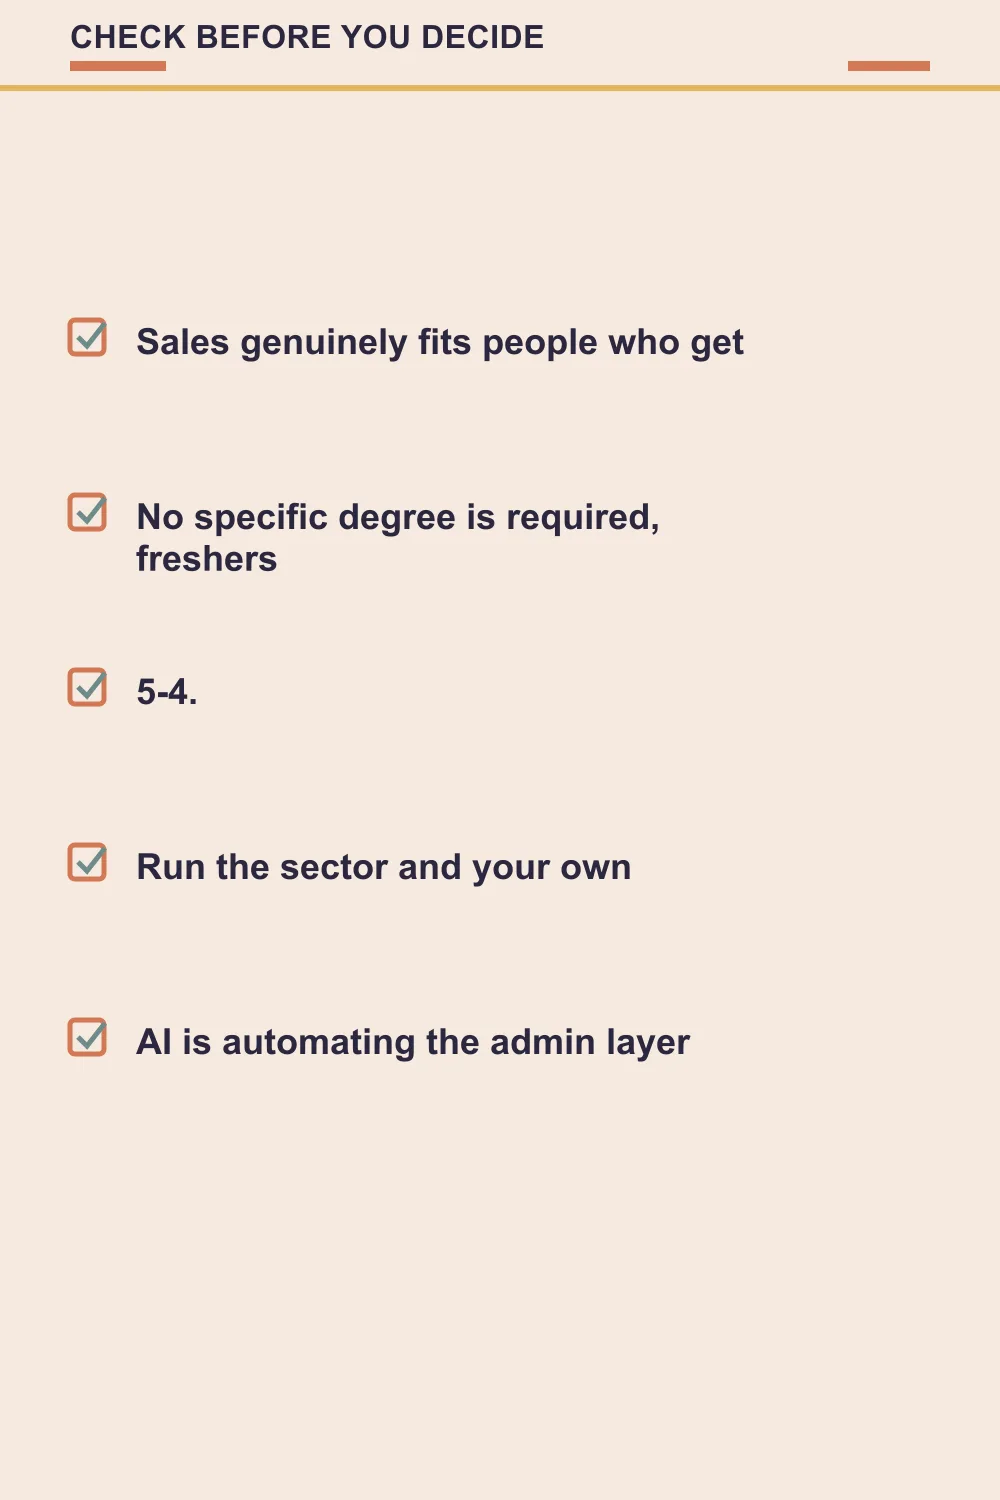 CHECK BEFORE YOU DECIDE
Sales genuinely fits people who get
No specific degree is required,
freshers
5-4.
Run the sector and your own
AI is automating the admin layer